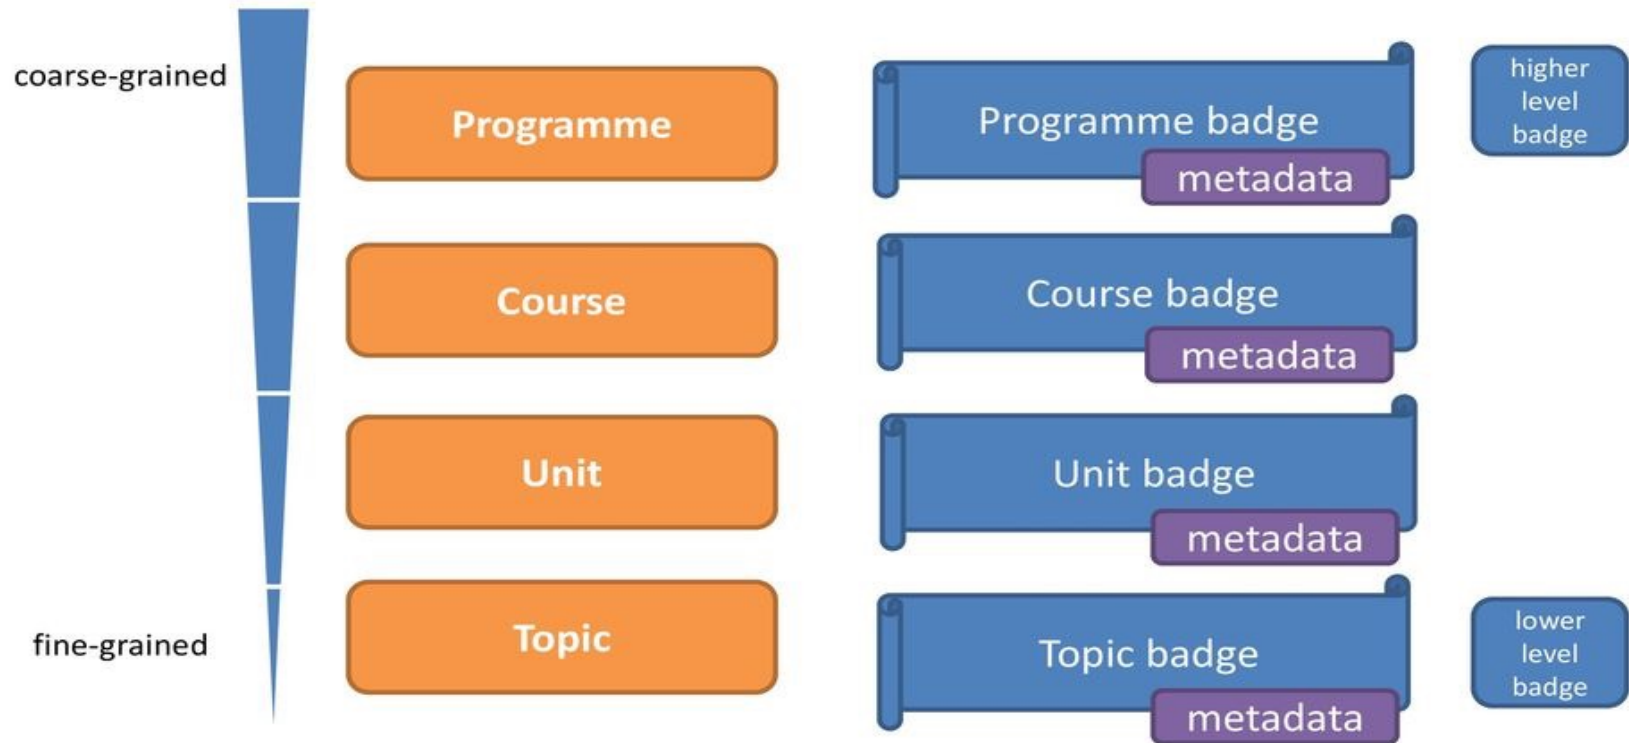 coarse-grained
Programme
Programme badge
metadata
higher
level
badge
Course
Course badge
metadata
Unit
Unit badge
metadata
fine-grained
Topic
Topic badge
metadata
lower
level
badge